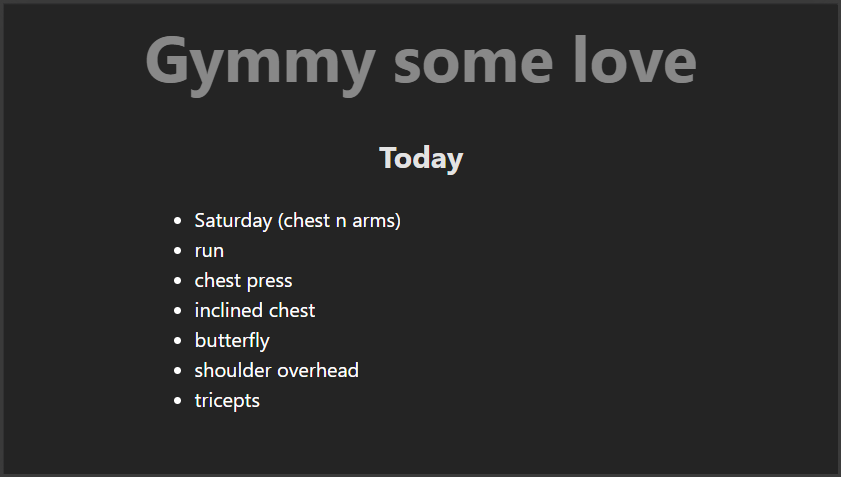 Gymmy some love
Today
Saturday (chest n arms)
run
chest press
inclined chest
butterfly
shoulder overhead
tricepts